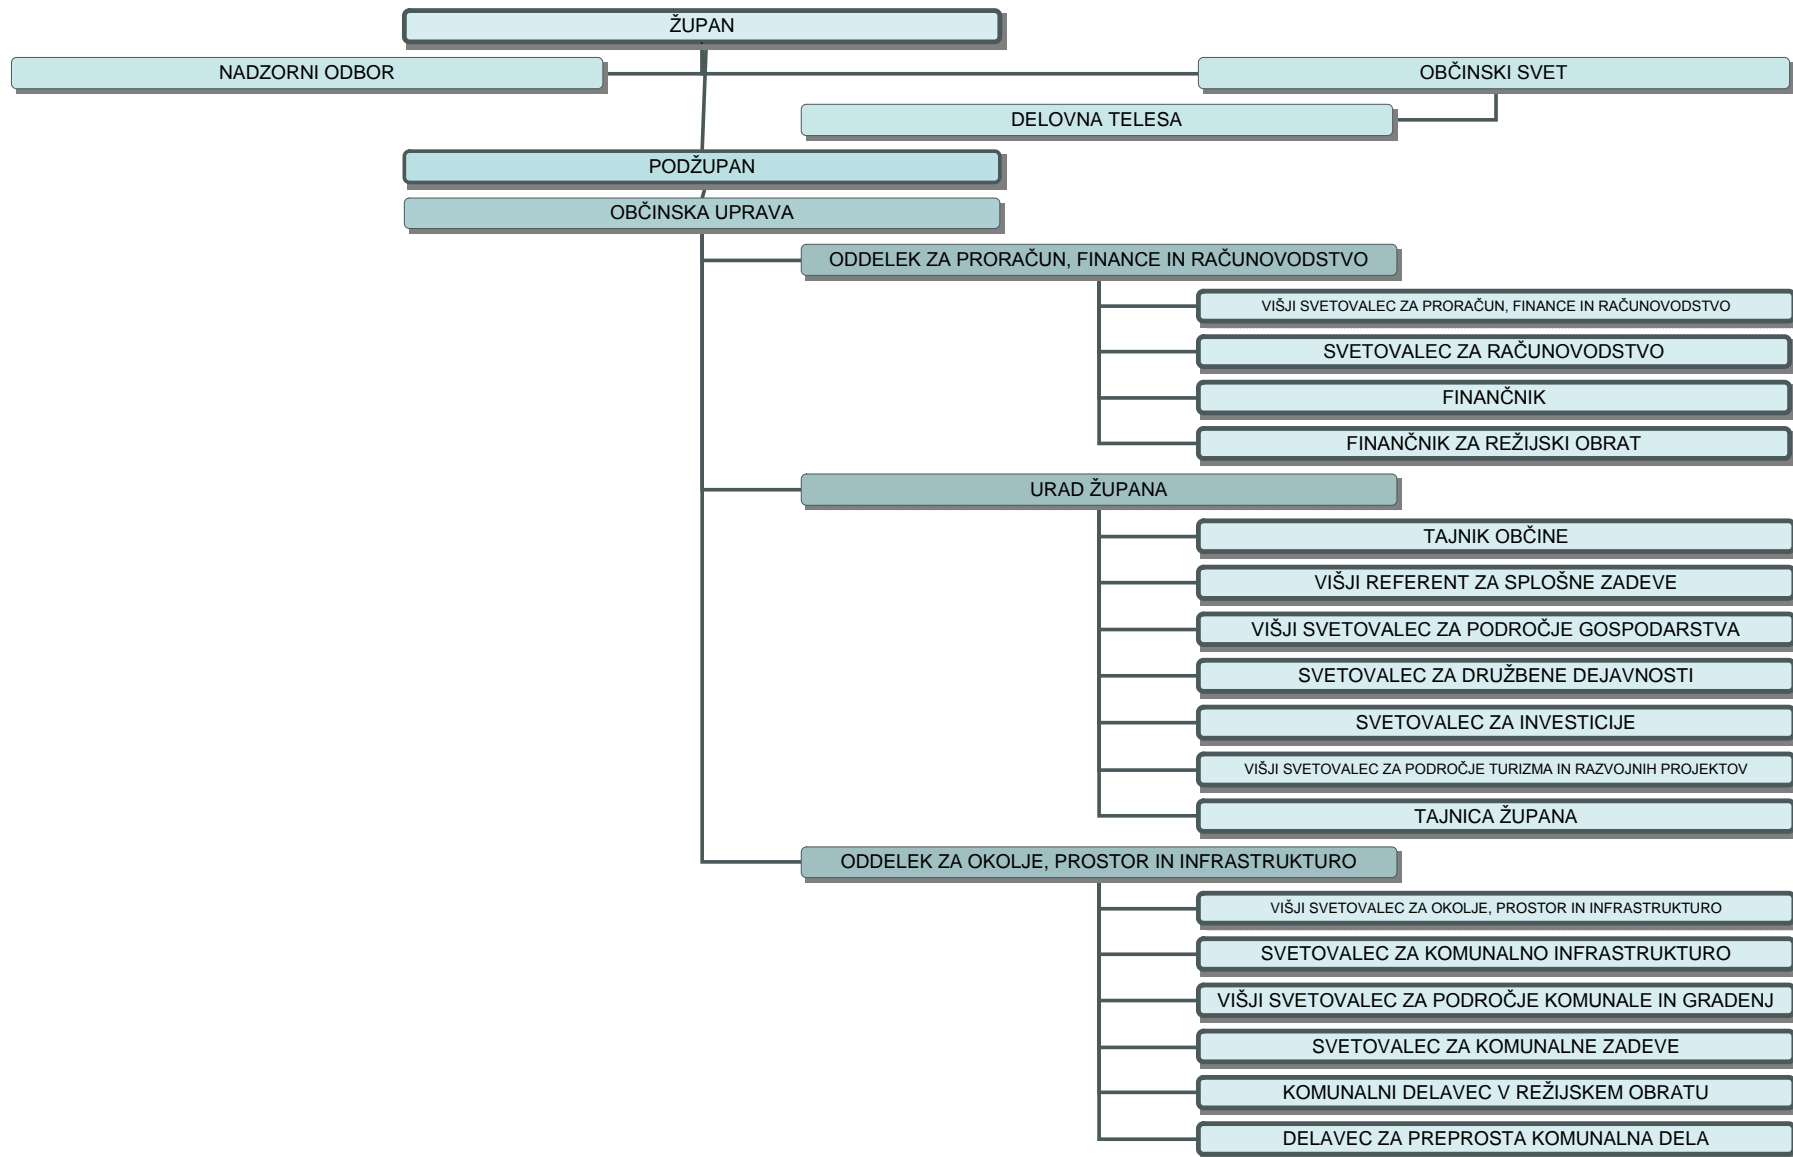 ŽUPAN
NADZORNI ODBOR
OBČINSKI SVET
DELOVNA TELESA
PODŽUPAN
OBČINSKA UPRAVA
ODDELEK ZA PRORAČUN, FINANCE IN RAČUNOVODSTVO
VIŠJI SVETOVALEC ZA PRORAČUN, FINANCE IN RAČUNOVODSTVO
SVETOVALEC ZA RAČUNOVODSTVO
FINANČNIK
FINANČNIK ZA REŽIJSKI OBRAT
URAD ŽUPANA
TAJNIK OBČINE
VIŠJI REFERENT ZA SPLOŠNE ZADEVE
VIŠJI SVETOVALEC ZA PODROČJE GOSPODARSTVA
SVETOVALEC ZA DRUŽBENE DEJAVNOSTI
SVETOVALEC ZA INVESTICIJE
VIŠJI SVETOVALEC ZA PODROČJE TURIZMA IN RAZVOJNIH PROJEKTOV
TAJNICA ŽUPANA
ODDELEK ZA OKOLJE, PROSTOR IN INFRASTRUKTURO
VIŠJI SVETOVALEC ZA OKOLJE, PROSTOR IN INFRASTRUKTURO
SVETOVALEC ZA KOMUNALNO INFRASTRUKTURO
VIŠJI SVETOVALEC ZA PODROČJE KOMUNALE IN GRADENJ
SVETOVALEC ZA KOMUNALNE ZADEVE
KOMUNALNI DELAVEC V REŽIJSKEM OBRATU
DELAVEC ZA PREPROSTA KOMUNALNA DELA